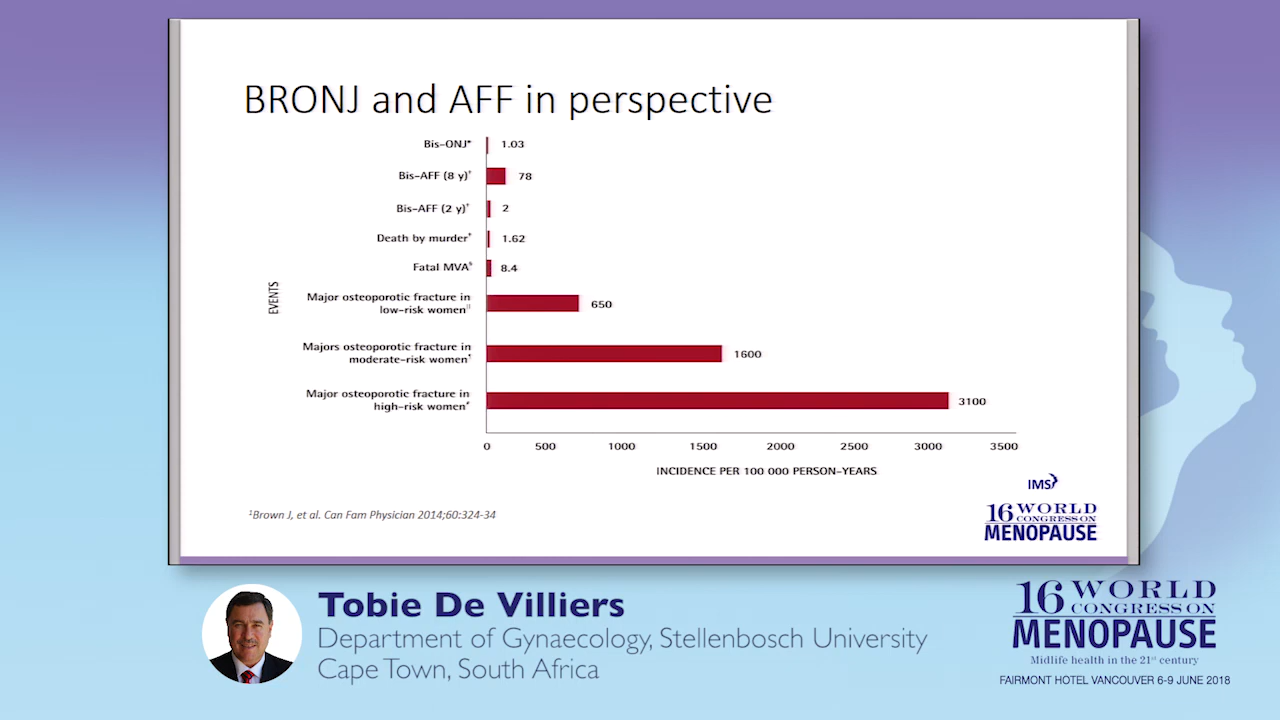 BRONJ and AFF in perspective
Bis-ONJ* 1.03
Bis-AFF (8 y)† 78
Bis-AFF (2 y)† 2
Death by murder‡ 1.62
Fatal MVA§ 8.4
EVENTS
Major osteoporotic fracture in
low-risk women|| 650
Majors osteoporotic fracture in
moderate-risk women¶ 1600
Major osteoporotic fracture in
high-risk women 3100
0 500 1000 1500 2000 2500 3000 3500
INCIDENCE PER 100 000 PERSON-YEARS
IMS
1Brown J, et al. Can Fam Physician 2014;60:324-34
16 WORLD
CONGRESS ON
MENOPAUSE
Tobie De Villiers
Department of Gynaecology, Stellenbosch University
Cape Town, South Africa
16 WORLD
CONGRESS ON
MENOPAUSE
Midlife health in the 21st century
FAIRMONT HOTEL VANCOUVER 6-9 JUNE 2018